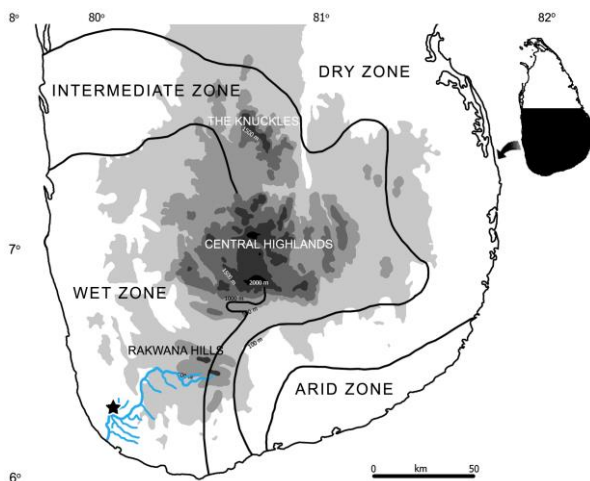 8° 80° 81° 82°
DRY ZONE
INTERMEDIATE ZONE
THE KNUCKLES
1500 m
7°
CENTRAL HIGHLANDS
1500 m
2000 m
WET ZONE
1000 m
100 m
RAKWANA HILLS
ARID ZONE
6°
0 km 50